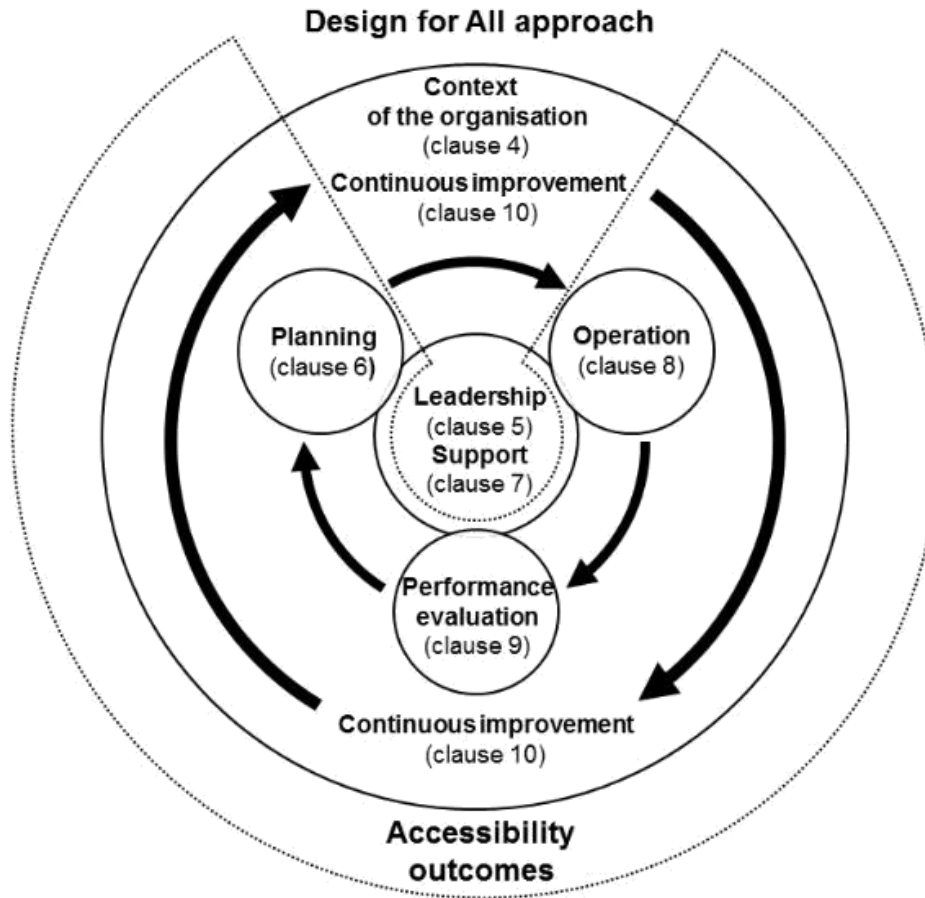 Design for All approach
Context
of the organisation
(clause 4)
Continuous improvement
(clause 10)
Planning
(clause 6)
Operation
(clause 8)
Leadership
(clause 5)
Support
(clause 7)
Performance
evaluation
(clause 9)
Continuous improvement
(clause 10)
Accessibility
outcomes